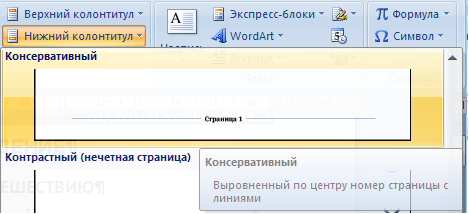 Верхний колонтитул
Нижний колонтитул
A
Экспресс-блоки
WordArt
π Формула
Ω Символ
Консервативный
Страница 1
Контрастный (нечетная страница)
Консервативный
Выровненный по центру номер страницы с
линиями